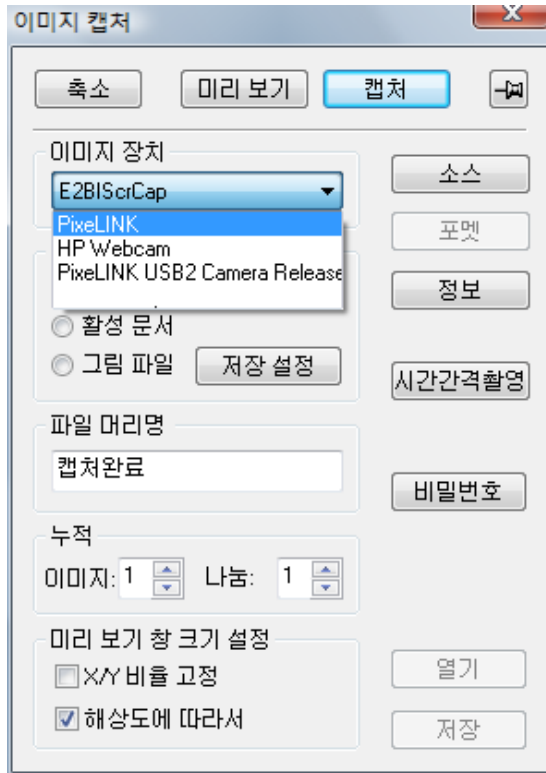 이미지 캡처
축소 미리 보기 캡처
이미지 장치
E2BIScrCap
PixeLINK
HP Webcam
PixeLINK USB2 Camera Release
활성 문서
그림 파일 저장 설정
파일 머리명
캡처완료
누적
이미지: 1 나눔: 1
미리 보기 창 크기 설정
X/Y 비율 고정
해상도에 따라서
소스
포멧
정보
시간간격촬영
비밀번호
열기
저장